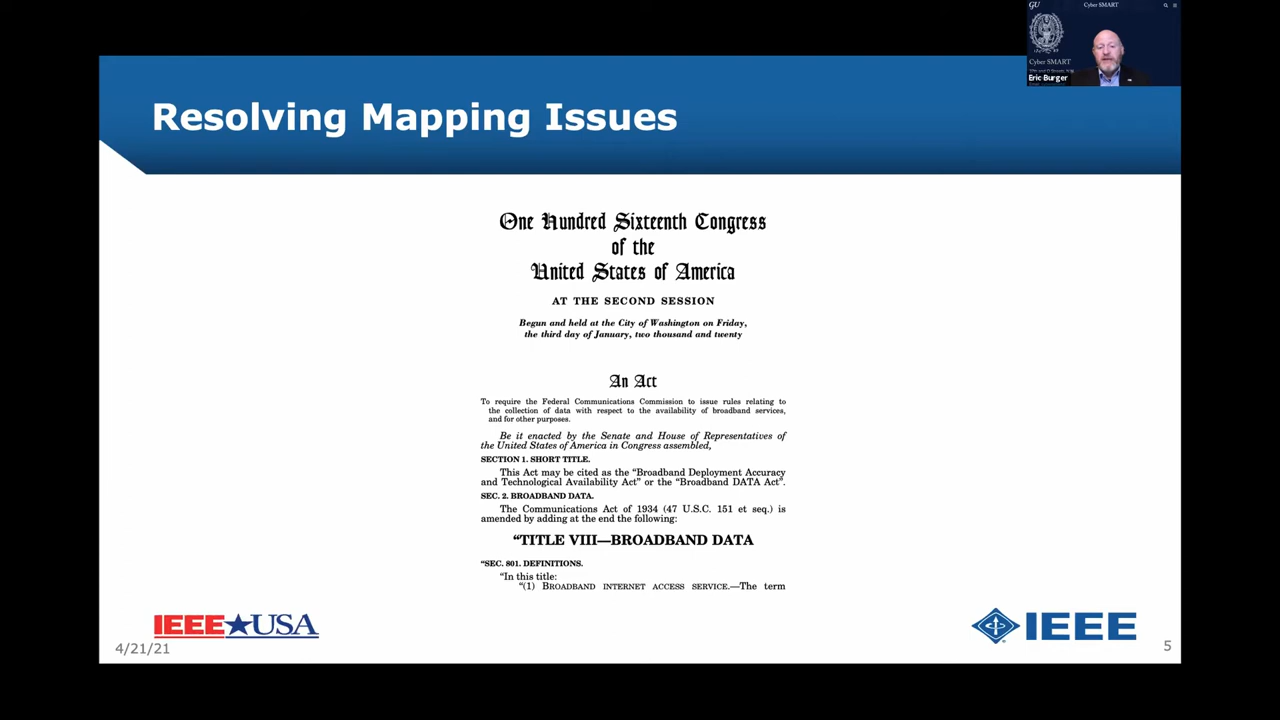 GU
Cyber SMART
Cyber SMART
Eric Burger
Resolving Mapping Issues
One Hundred Sixteenth Congress
of the
United States of America
AT THE SECOND SESSION
Begun and held at the City of Washington on Friday,
the third day of January, two thousand and twenty
An Act
To require the Federal Communications Commission to issue rules relating to
the collection of data with respect to the availability of broadband services,
and for other purposes.
Be it enacted by the Senate and House of Representatives of
the United States of America in Congress assembled,
SECTION 1. SHORT TITLE.
This Act may be cited as the “Broadband Deployment Accuracy
and Technological Availability Act” or the “Broadband DATA Act”.
SEC. 2. BROADBAND DATA.
The Communications Act of 1934 (47 U.S.C. 151 et seq.) is
amended by adding at the end the following:
“TITLE VIII—BROADBAND DATA
“SEC. 801. DEFINITIONS.
“In this title:
“(1) BROADBAND INTERNET ACCESS SERVICE.—The term
IEEE USA
IEEE
4/21/21
5